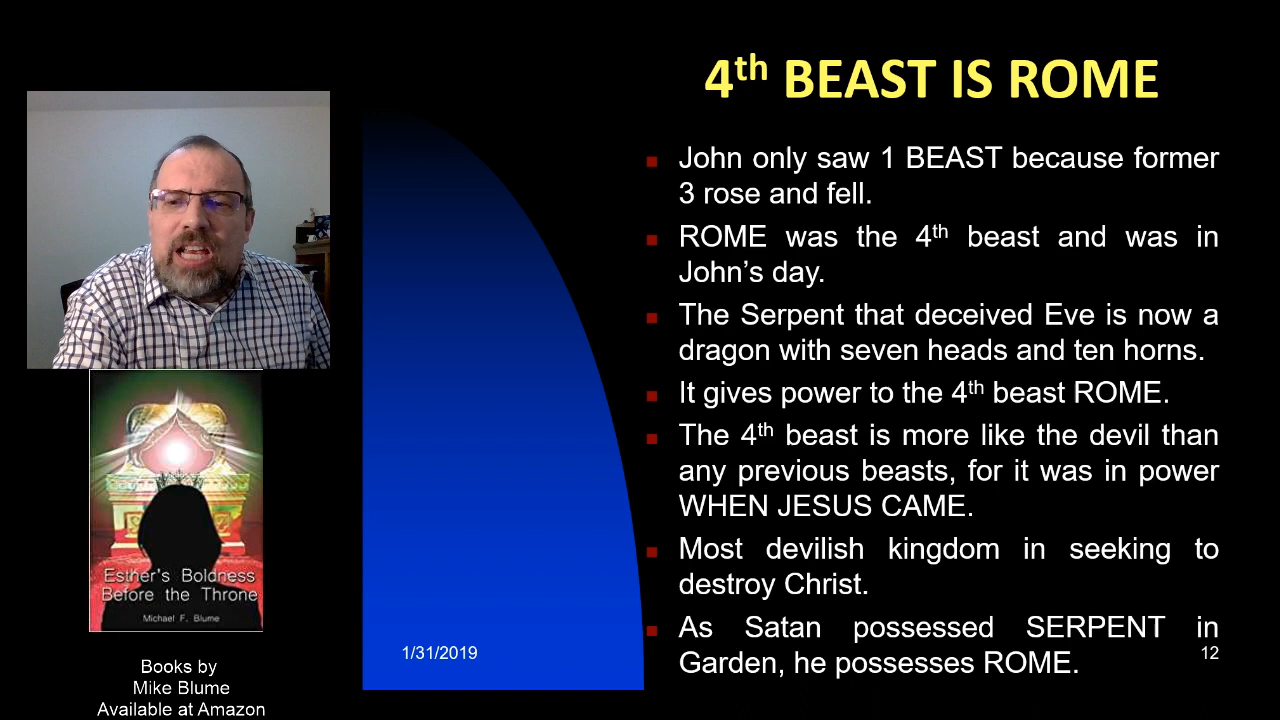 4th BEAST IS ROME
John only saw 1 BEAST because former
3 rose and fell.
ROME was the 4th beast and was in
John's day.
The Serpent that deceived Eve is now a
dragon with seven heads and ten horns.
It gives power to the 4th beast ROME.
The 4th beast is more like the devil than
any previous beasts, for it was in power
WHEN JESUS CAME.
Most devilish kingdom in seeking to
destroy Christ.
As Satan possessed SERPENT in
Garden, he possesses ROME.
1/31/2019
12
Esther's Boldness
Before the Throne
Michael F. Blume
Books by
Mike Blume
Available at Amazon